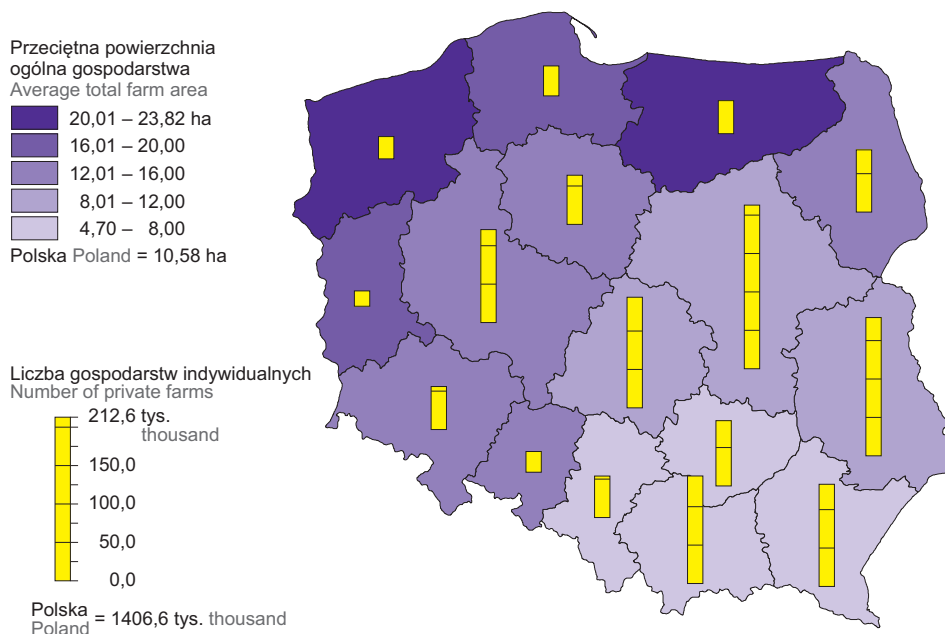 Przeciętna powierzchnia
ogólna gospodarstwa
Average total farm area
20,01 – 23,82 ha
16,01 – 20,00
12,01 – 16,00
8,01 – 12,00
4,70 – 8,00
Polska Poland = 10,58 ha
Liczba gospodarstw indywidualnych
Number of private farms
212,6 tys.
thousand
150,0
100,0
50,0
0,0
Polska
Poland = 1406,6 tys. thousand